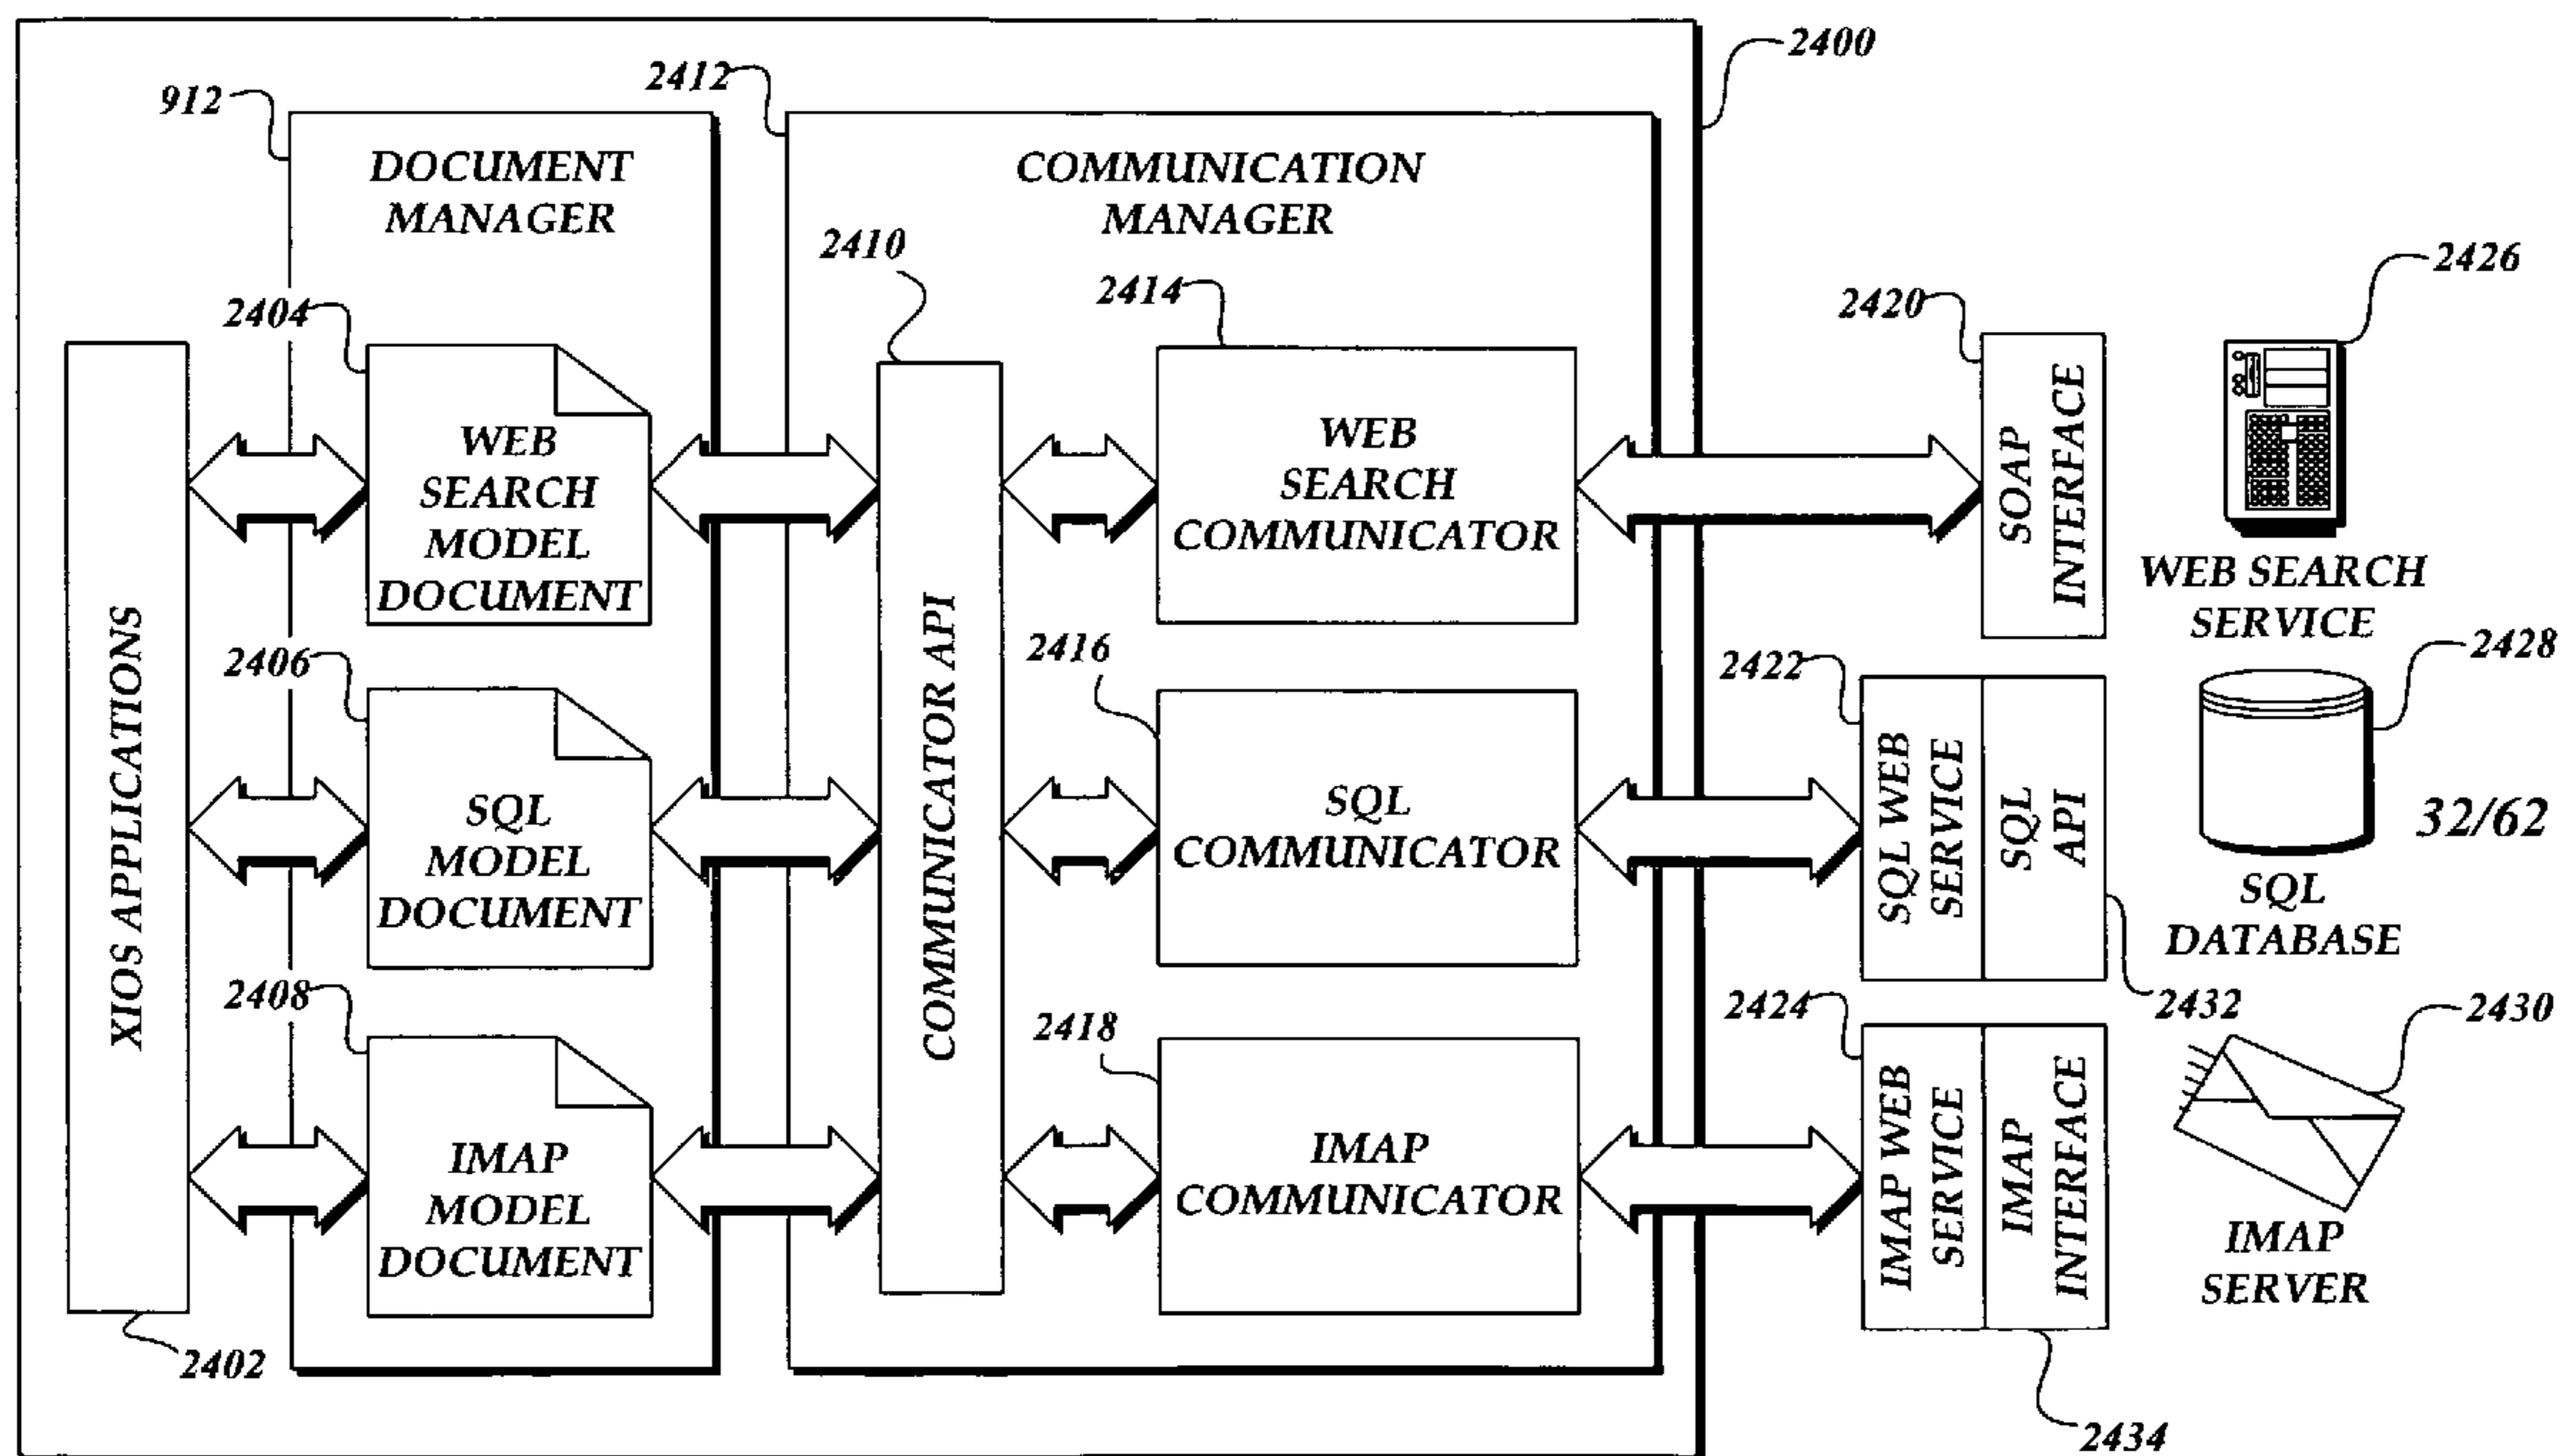 2400
2412
912
DOCUMENT
MANAGER
COMMUNICATION
MANAGER
2410
2404
2414
2420
2426
XIOS APPLICATIONS
WEB
SEARCH
MODEL
DOCUMENT
COMMUNICATOR API
WEB
SEARCH
COMMUNICATOR
SOAP
INTERFACE
WEB SEARCH
SERVICE
2406
2416
2422
2428
SQL
MODEL
DOCUMENT
SQL
COMMUNICATOR
SQL WEB
SERVICE
SQL
API
32/62
SQL
DATABASE
2408
2418
2424
2432
2430
IMAP
MODEL
DOCUMENT
IMAP
COMMUNICATOR
IMAP WEB
SERVICE
IMAP
INTERFACE
IMAP
SERVER
2402
2434